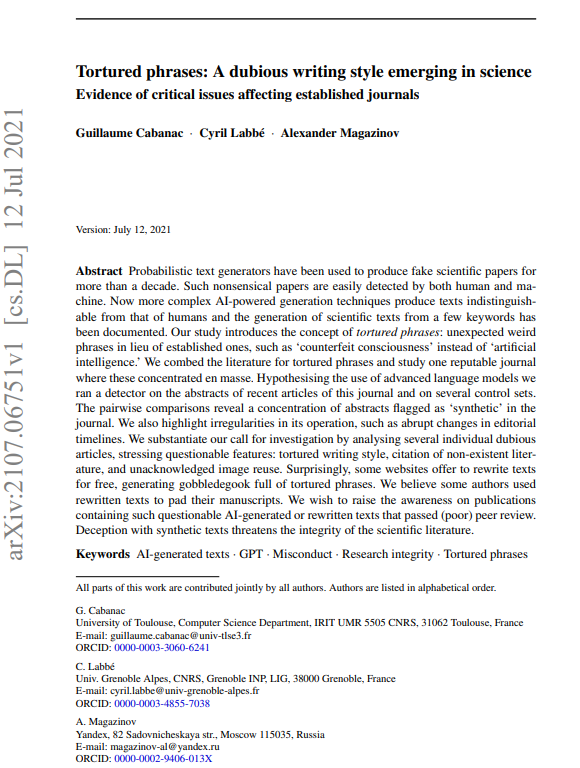 arXiv:2107.06751v1 [cs.DL] 12 Jul 2021
Tortured phrases: A dubious writing style emerging in science
Evidence of critical issues affecting established journals
Guillaume Cabanac · Cyril Labbé · Alexander Magazinov
Version: July 12, 2021
Abstract Probabilistic text generators have been used to produce fake scientific papers for
more than a decade. Such nonsensical papers are easily detected by both human and ma-
chine. Now more complex AI-powered generation techniques produce texts indistinguish-
able from that of humans and the generation of scientific texts from a few keywords has
been documented. Our study introduces the concept of tortured phrases: unexpected weird
phrases in lieu of established ones, such as ‘counterfeit consciousness’ instead of ‘artificial
intelligence.’ We combed the literature for tortured phrases and study one reputable journal
where these concentrated en masse. Hypothesising the use of advanced language models we
ran a detector on the abstracts of recent articles of this journal and on several control sets.
The pairwise comparisons reveal a concentration of abstracts flagged as ‘synthetic’ in the
journal. We also highlight irregularities in its operation, such as abrupt changes in editorial
timelines. We substantiate our call for investigation by analysing several individual dubious
articles, stressing questionable features: tortured writing style, citation of non-existent liter-
ature, and unacknowledged image reuse. Surprisingly, some websites offer to rewrite texts
for free, generating gobbledegook full of tortured phrases. We believe some authors used
rewritten texts to pad their manuscripts. We wish to raise the awareness on publications
containing such questionable AI-generated or rewritten texts that passed (poor) peer review.
Deception with synthetic texts threatens the integrity of the scientific literature.
Keywords AI-generated texts · GPT · Misconduct · Research integrity · Tortured phrases
All parts of this work are contributed jointly by all authors. Authors are listed in alphabetical order.
G. Cabanac
University of Toulouse, Computer Science Department, IRIT UMR 5505 CNRS, 31062 Toulouse, France
E-mail: guillaume.cabanac@univ-tlse3.fr
ORCID: 0000-0003-3060-6241
C. Labbé
Univ. Grenoble Alpes, CNRS, Grenoble INP, LIG, 38000 Grenoble, France
E-mail: cyril.labbe@univ-grenoble-alpes.fr
ORCID: 0000-0003-4855-7038
A. Magazinov
Yandex, 82 Sadovnicheskaya str., Moscow 115035, Russia
E-mail: magazinov-al@yandex.ru
ORCID: 0000-0002-9406-013X